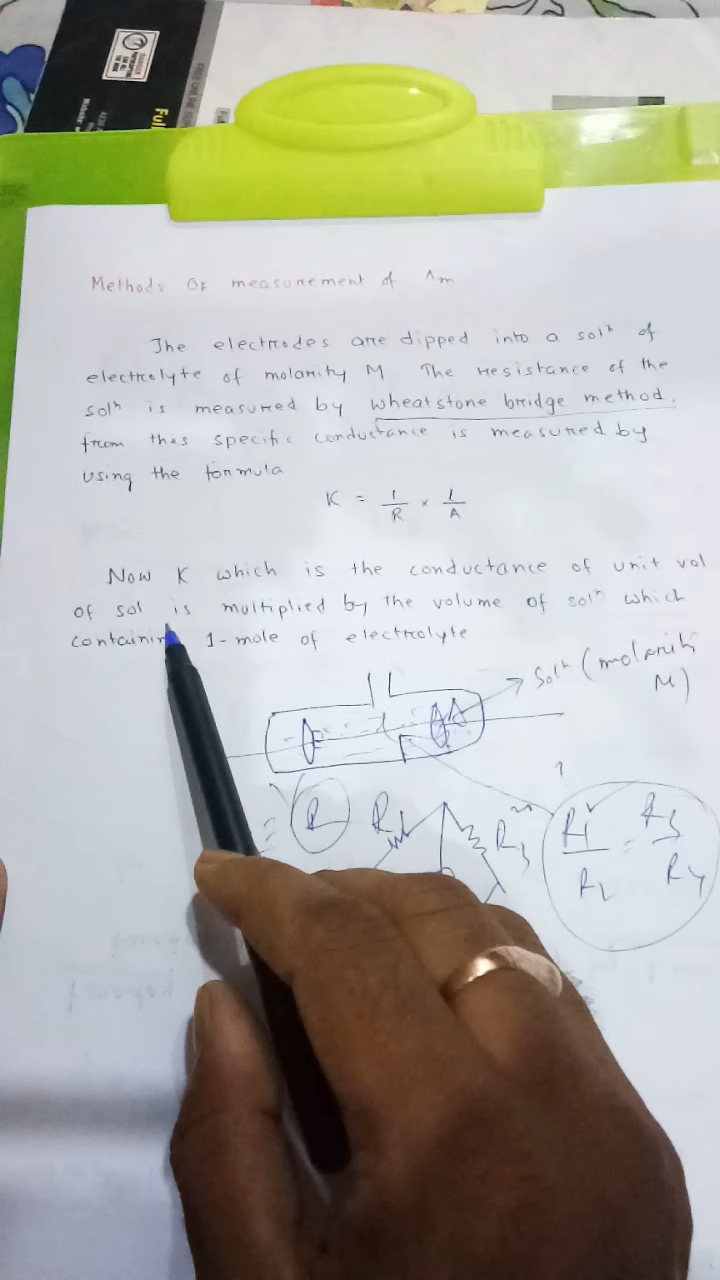 Methods OF measurement of Λm
The electrodes are dipped into a solⁿ of
electrolyte of molarity M The resistance of the
solⁿ is measured by wheatstone bridge method.
from thes specific conductance is measured by
using the formula
K = 1/R × L/A
Now K which is the conductance of unit vol
of sol is multiplied by the volume of solⁿ which
containing 1-mole of electrolyte
Solⁿ (molarity
M)
R
R₃
R₁/R₂ = R₃/R₄